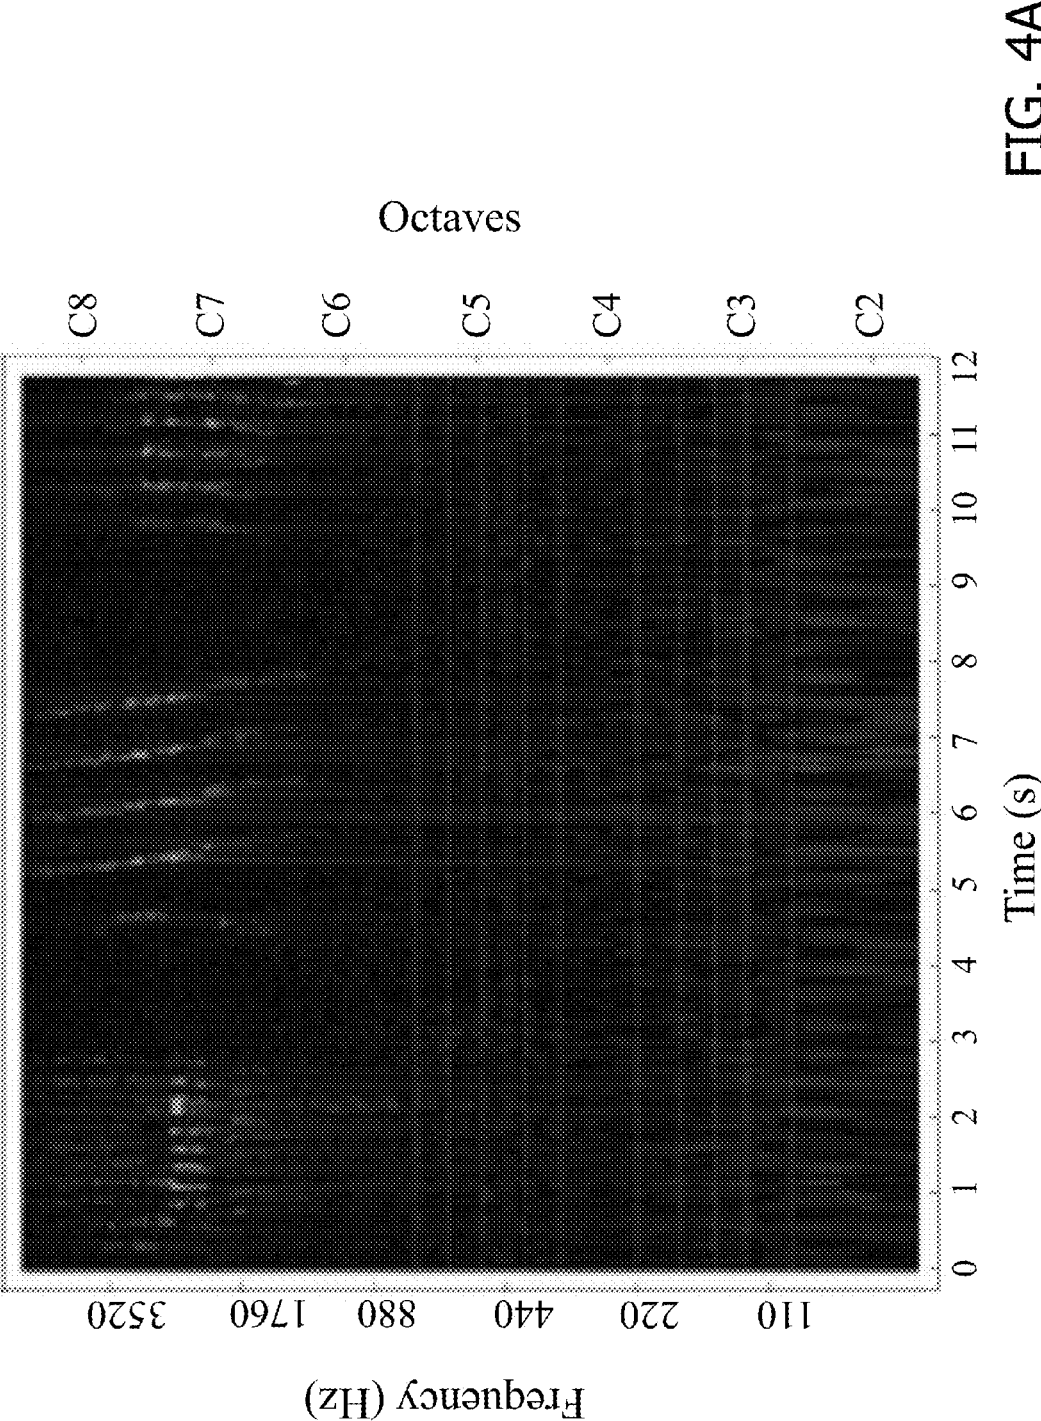 Octaves
C8
C7
C6
C5
C4
C3
C2
3520
1760
880
440
220
110
Frequency (Hz)
0 1 2 3 4 5 6 7 8 9 10 11 12
Time (s)
FIG. 4A